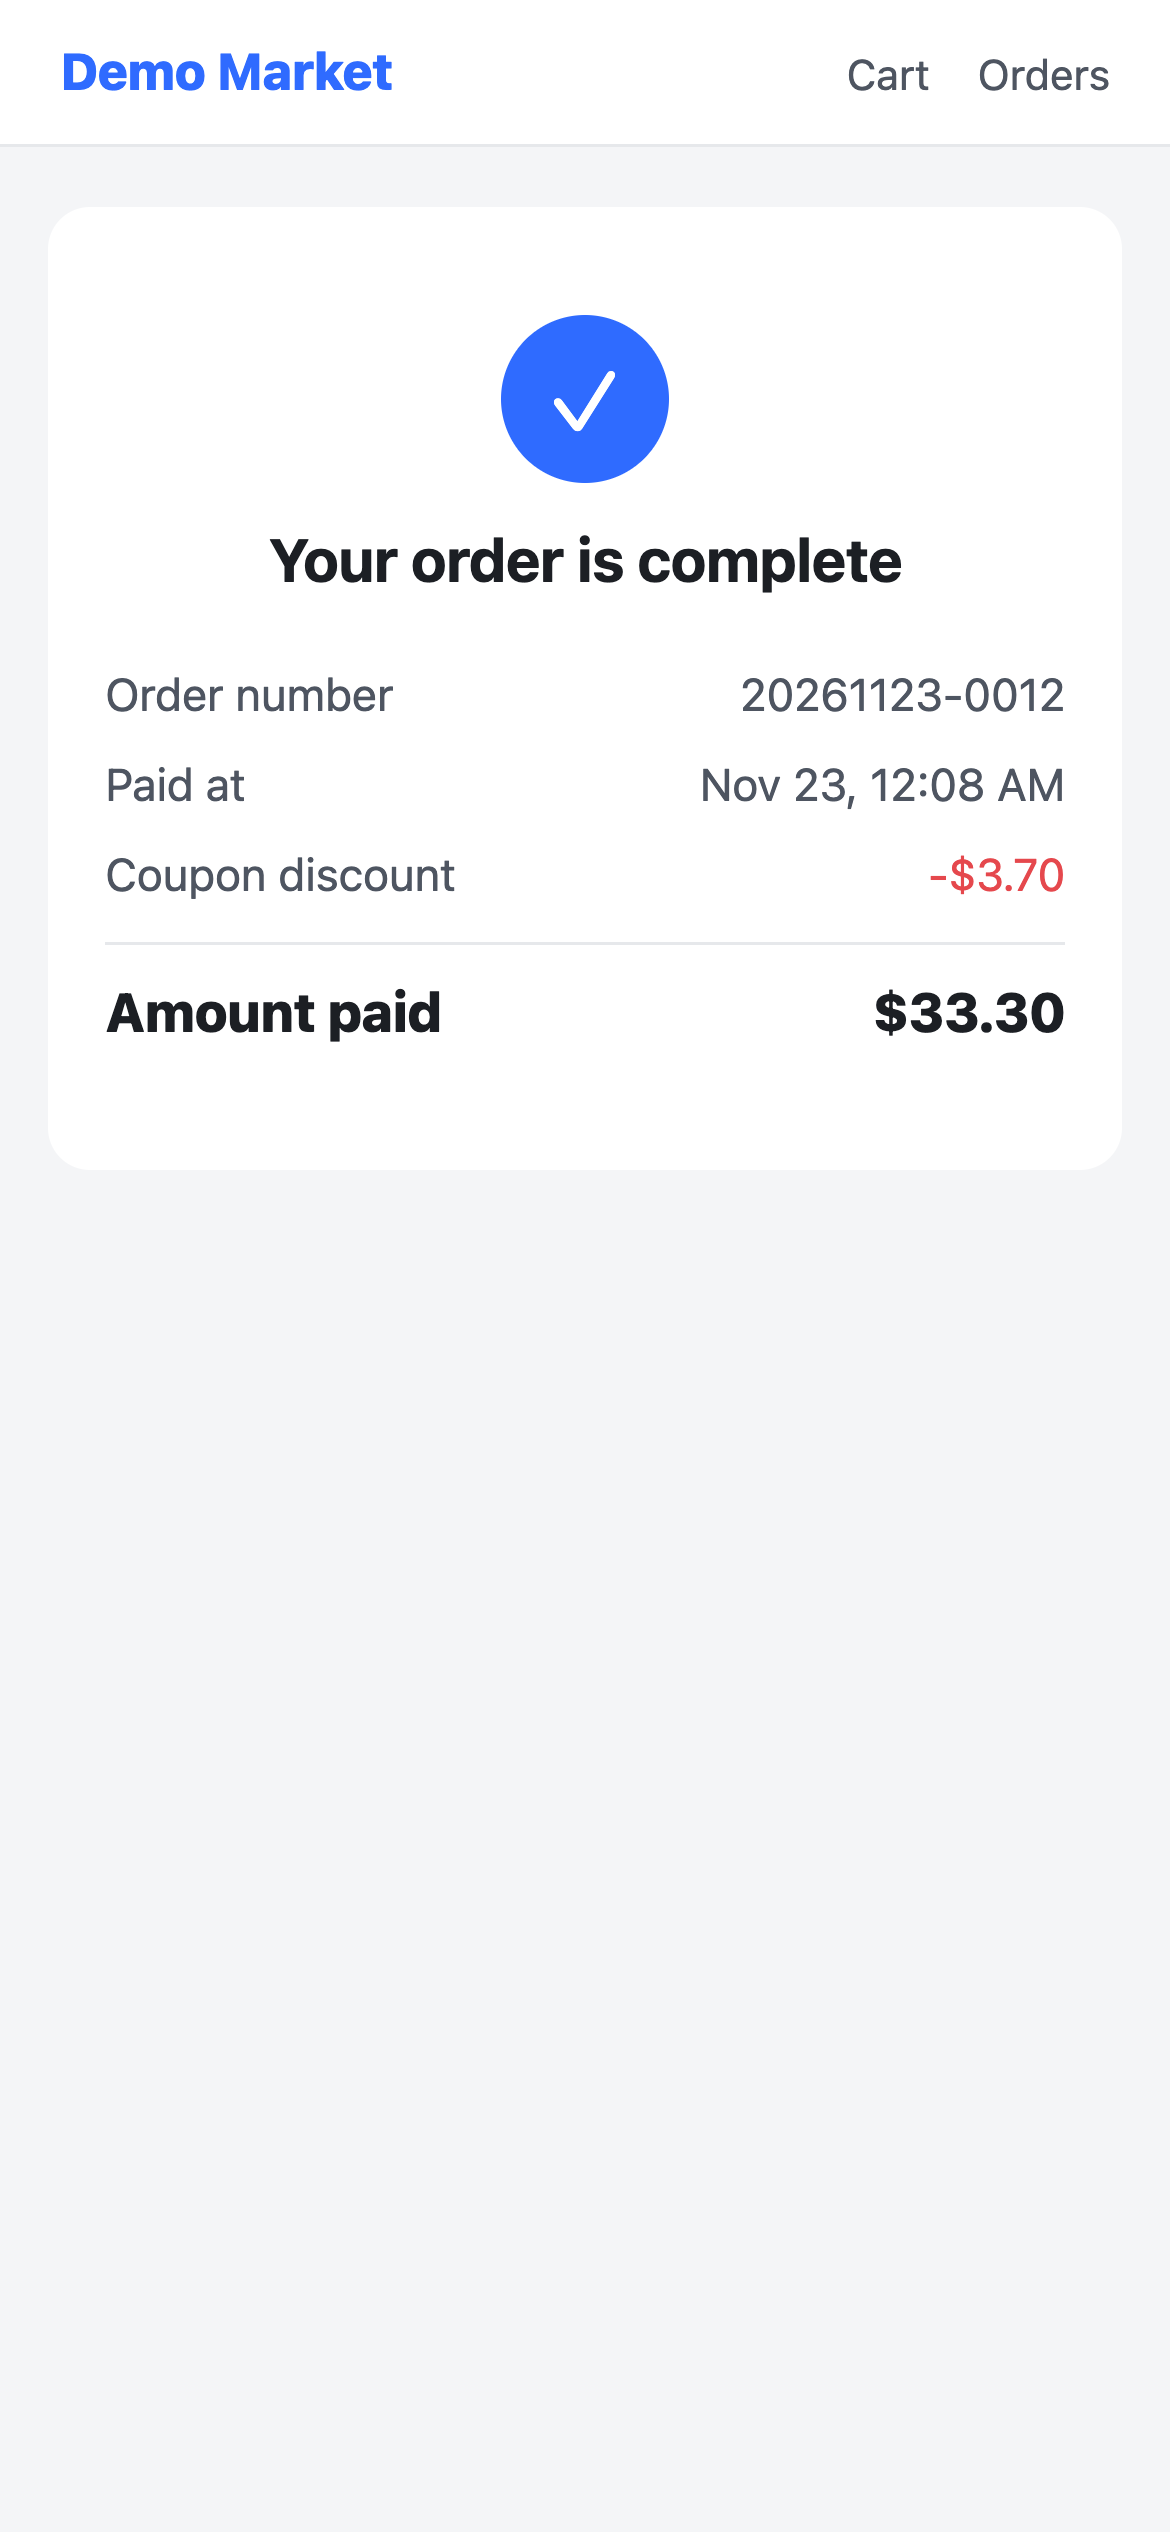 Demo Market
Cart Orders
Your order is complete
Order number 20261123-0012
Paid at Nov 23, 12:08 AM
Coupon discount -$3.70
Amount paid $33.30